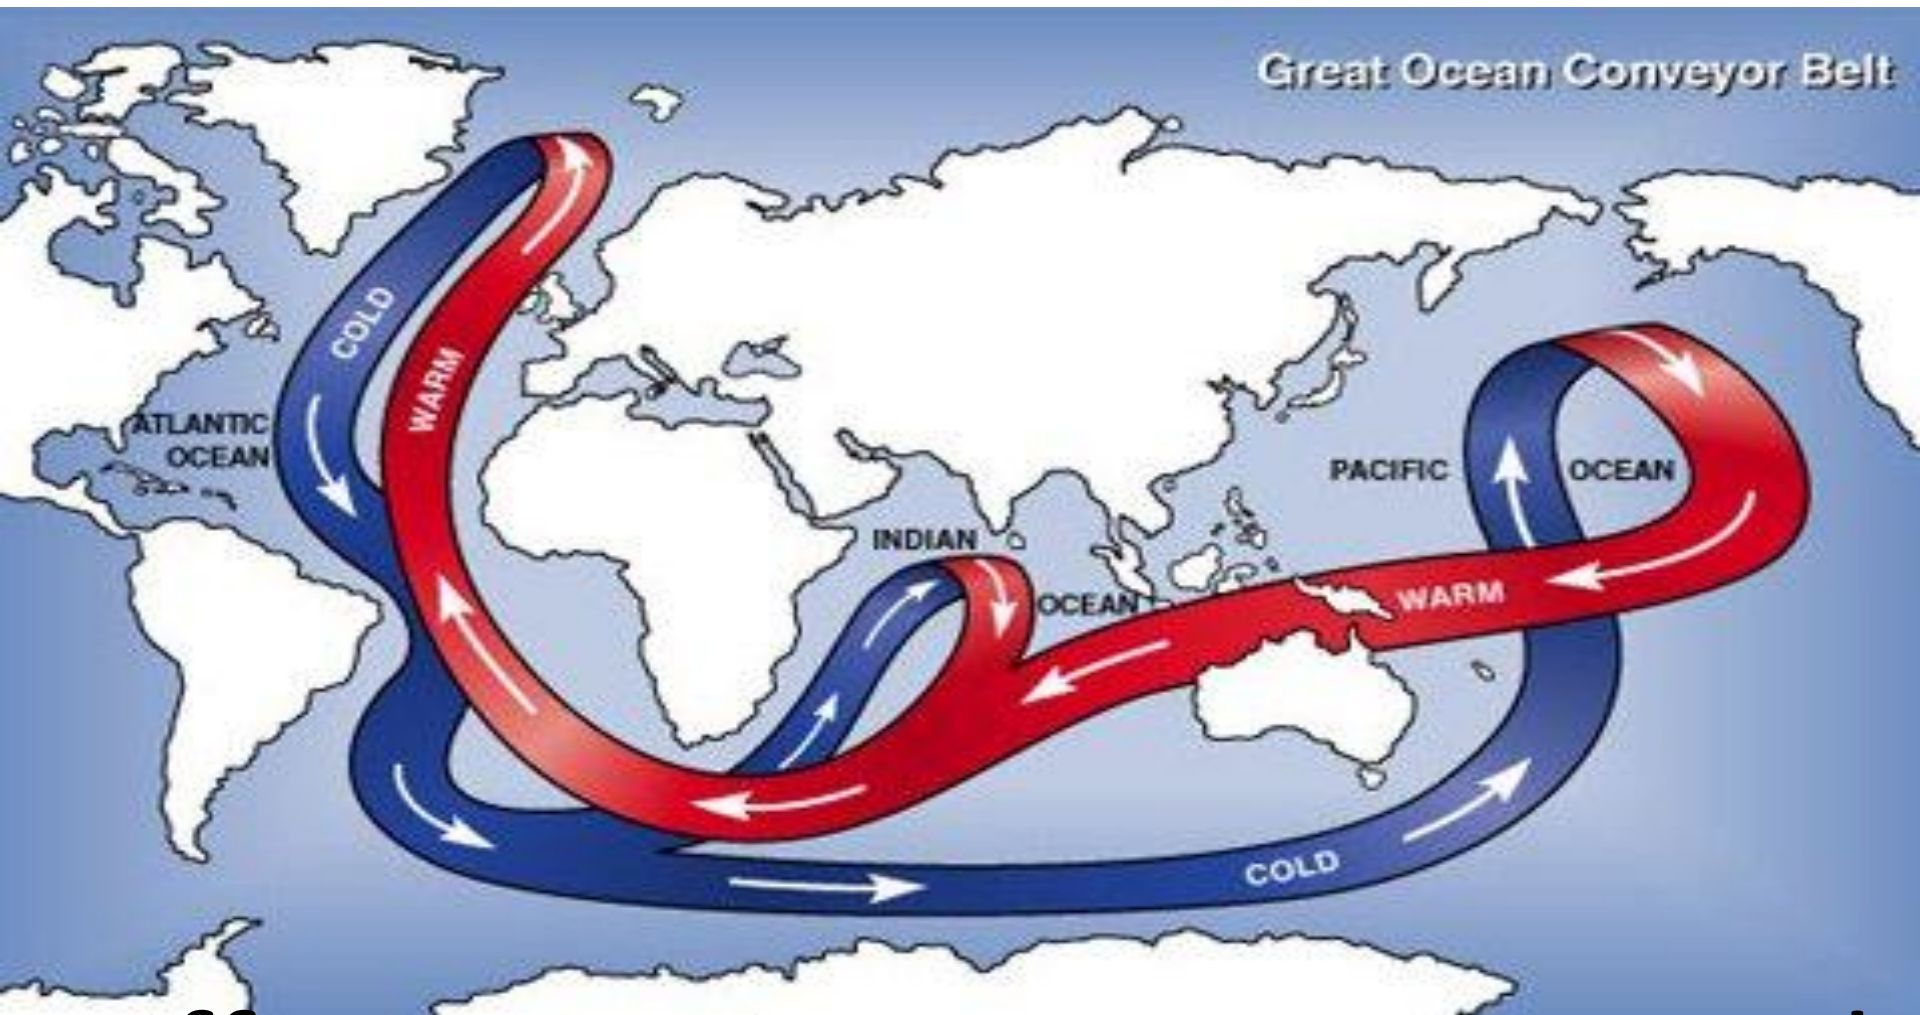 Great Ocean Conveyor Belt
COLD
WARM
ATLANTIC
OCEAN
PACIFIC OCEAN
INDIAN
OCEAN
WARM
COLD